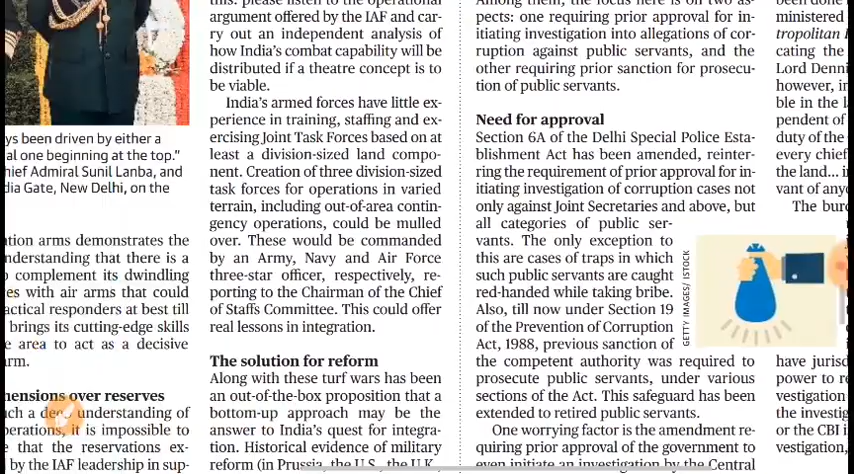 ys been driven by either a
al one beginning at the top.”
hief Admiral Sunil Lanba, and
dia Gate, New Delhi, on the
tion arms demonstrates the
nderstanding that there is a
complement its dwindling
es with air arms that could
actical responders at best till
brings its cutting-edge skills
e area to act as a decisive
rm.
mensions over reserves
ch a deep understanding of
perations, it is impossible to
e that the reservations ex-
by the IAF leadership in sup-
this: please listen to the operational
argument offered by the IAF and car-
ry out an independent analysis of
how India’s combat capability will be
distributed if a theatre concept is to
be viable.
India’s armed forces have little ex-
perience in training, staffing and ex-
ercising Joint Task Forces based on at
least a division-sized land compo-
nent. Creation of three division-sized
task forces for operations in varied
terrain, including out-of-area contin-
gency operations, could be mulled
over. These would be commanded
by an Army, Navy and Air Force
three-star officer, respectively, re-
porting to the Chairman of the Chief
of Staffs Committee. This could offer
real lessons in integration.
The solution for reform
Along with these turf wars has been
an out-of-the-box proposition that a
bottom-up approach may be the
answer to India’s quest for integra-
tion. Historical evidence of military
reform (in Prussia, the U.S., the U.K.,
Among them, the focus here is on two as-
pects: one requiring prior approval for in-
itiating investigation into allegations of cor-
ruption against public servants, and the
other requiring prior sanction for prosecu-
tion of public servants.
Need for approval
Section 6A of the Delhi Special Police Esta-
blishment Act has been amended, reinter-
ring the requirement of prior approval for in-
itiating investigation of corruption cases not
only against Joint Secretaries and above, but
all categories of public ser-
vants. The only exception to
this are cases of traps in which
such public servants are caught
red-handed while taking bribe.
Also, till now under Section 19
of the Prevention of Corruption
Act, 1988, previous sanction of
the competent authority was required to
prosecute public servants, under various
sections of the Act. This safeguard has been
extended to retired public servants.
One worrying factor is the amendment re-
quiring prior approval of the government to
even initiate an investigation by the Central
GETTY IMAGES/ ISTOCK
been done
ministered
tropolitan
cating the
Lord Denni
however, in
ble in the l
pendent of
duty of the
every chief
the land... i
vant of anyo
The burd
have jurisd
power to re
vestigation
the investig
or the CBI i
vestigation,